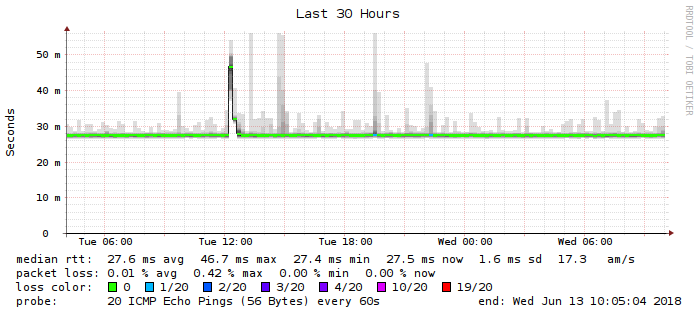 Last 30 Hours
RRDTOOL / TOBI OETIKER
Seconds
50 m
40 m
30 m
20 m
10 m
0
Tue 06:00 Tue 12:00 Tue 18:00 Wed 00:00 Wed 06:00
median rtt: 27.6 ms avg 46.7 ms max 27.4 ms min 27.5 ms now 1.6 ms sd 17.3 am/s
packet loss: 0.01 % avg 0.42 % max 0.00 % min 0.00 % now
loss color: 0 1/20 2/20 3/20 4/20 10/20 19/20
probe: 20 ICMP Echo Pings (56 Bytes) every 60s end: Wed Jun 13 10:05:04 2018